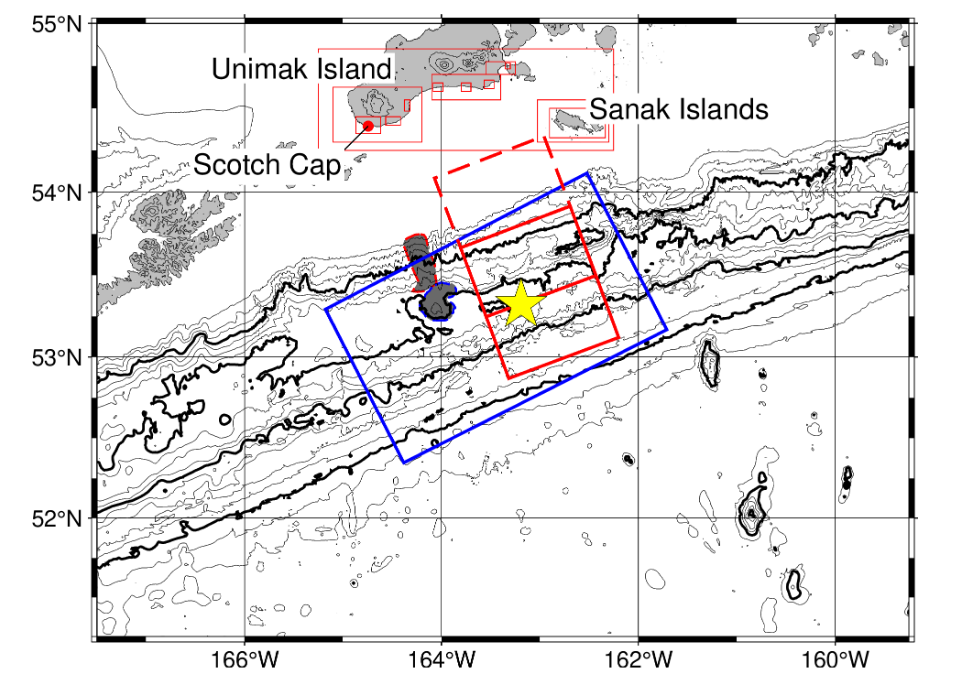 55°N
Unimak Island
Sanak Islands
Scotch Cap
54°N
53°N
52°N
166°W
164°W
162°W
160°W